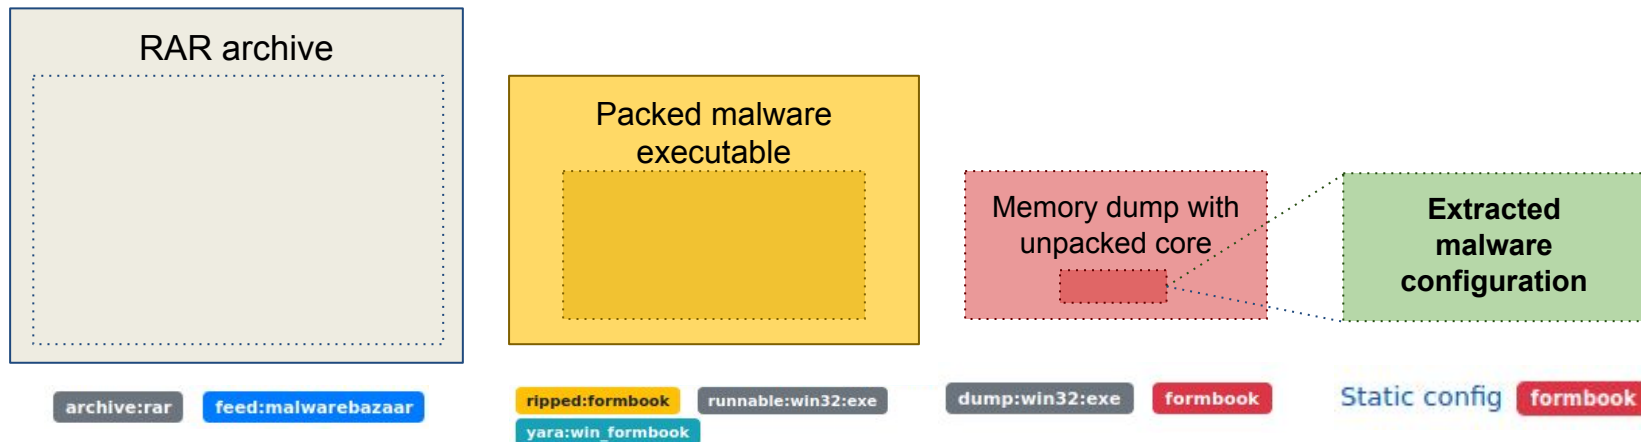 RAR archive
Packed malware
executable
Memory dump with
unpacked core
Extracted
malware
configuration
archive:rar feed:malwarebazaar
ripped:formbook runnable:win32:exe
yara:win_formbook
dump:win32:exe formbook
Static config formbook